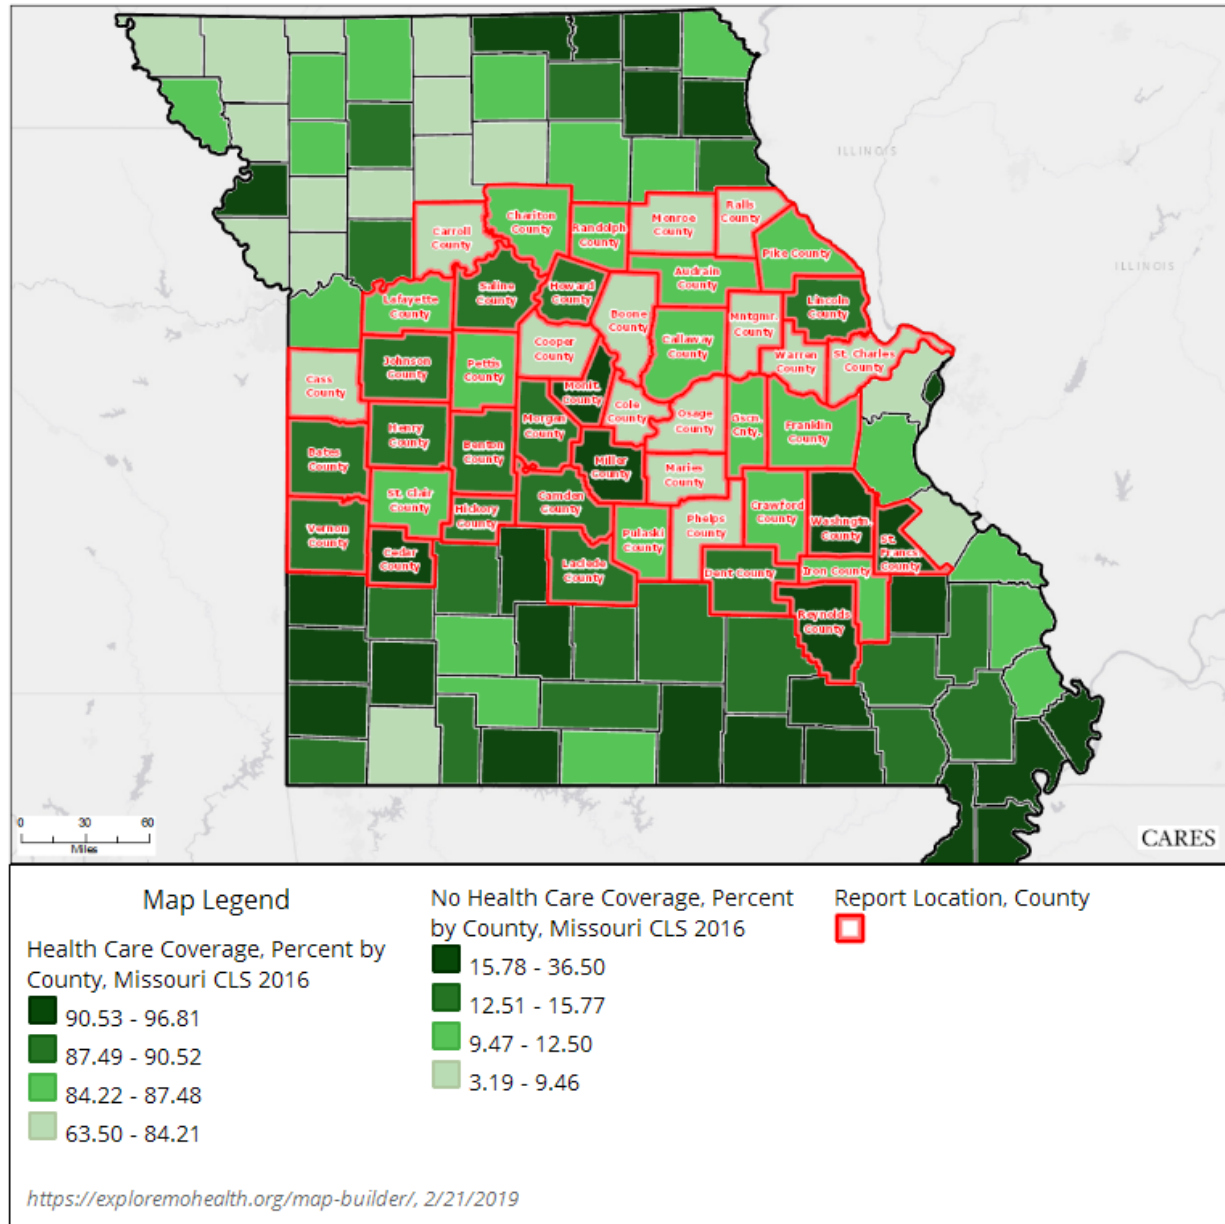 ILLINOIS
ILLINOIS
Chariton
County
Ralls
County
Carroll
County
Randolph
County
Monroe
County
Pike County
Audrain
County
Saline
County
Howard
County
Lafayette
County
Boone
County
Mntgmr.
County
Lincoln
County
Cooper
County
Callaway
County
Johnson
County
Pettis
County
Warren
County
St. Charles
County
Cass
County
Monit.
County
Cole
County
Osage
County
Gscn.
Cnty.
Franklin
County
Henry
County
Morgan
County
Benton
County
Bates
County
Miller
County
Maries
County
St. Clair
County
Camden
County
Hickory
County
Crawford
County
Washngtn.
County
Phelps
County
Vernon
County
Pulaski
County
St.
Francs.
County
Cedar
County
Laclede
County
Dent County
Iron County
Reynolds
County
0 30 60
Miles
CARES
Map Legend
Health Care Coverage, Percent by
County, Missouri CLS 2016
90.53 - 96.81
87.49 - 90.52
84.22 - 87.48
63.50 - 84.21
No Health Care Coverage, Percent
by County, Missouri CLS 2016
15.78 - 36.50
12.51 - 15.77
9.47 - 12.50
3.19 - 9.46
Report Location, County
https://exploremohealth.org/map-builder/, 2/21/2019